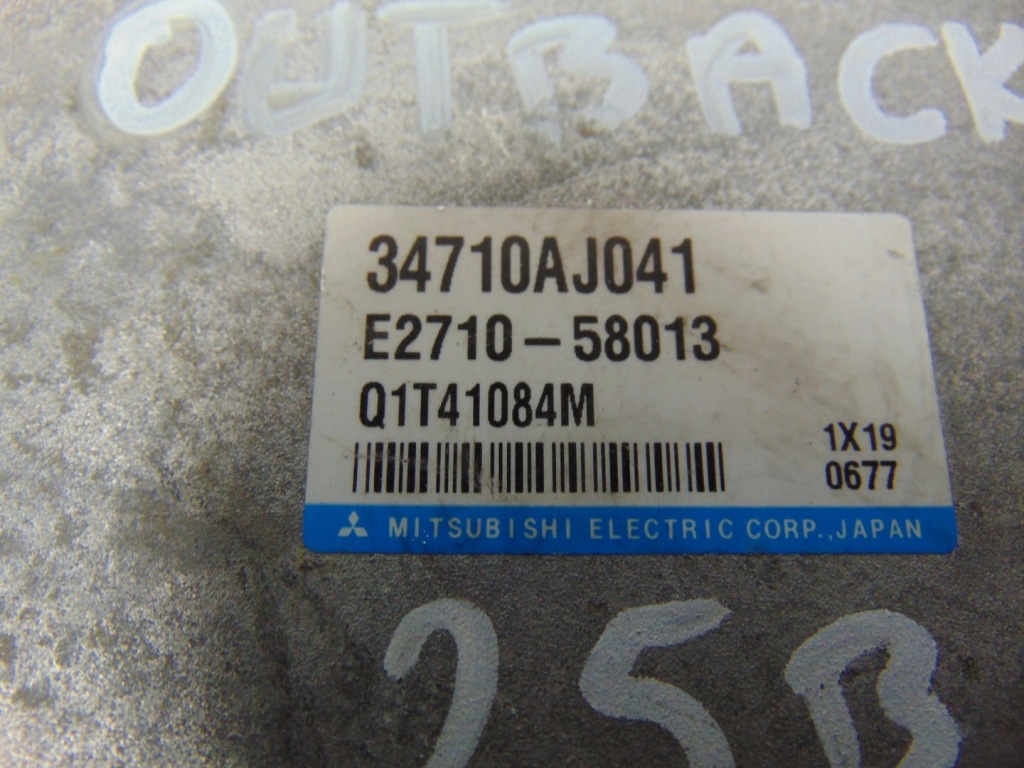 OUTBACK
34710AJ041
E2710-58013
Q1T41084M
1X19
0677
MITSUBISHI ELECTRIC CORP.,JAPAN
25B